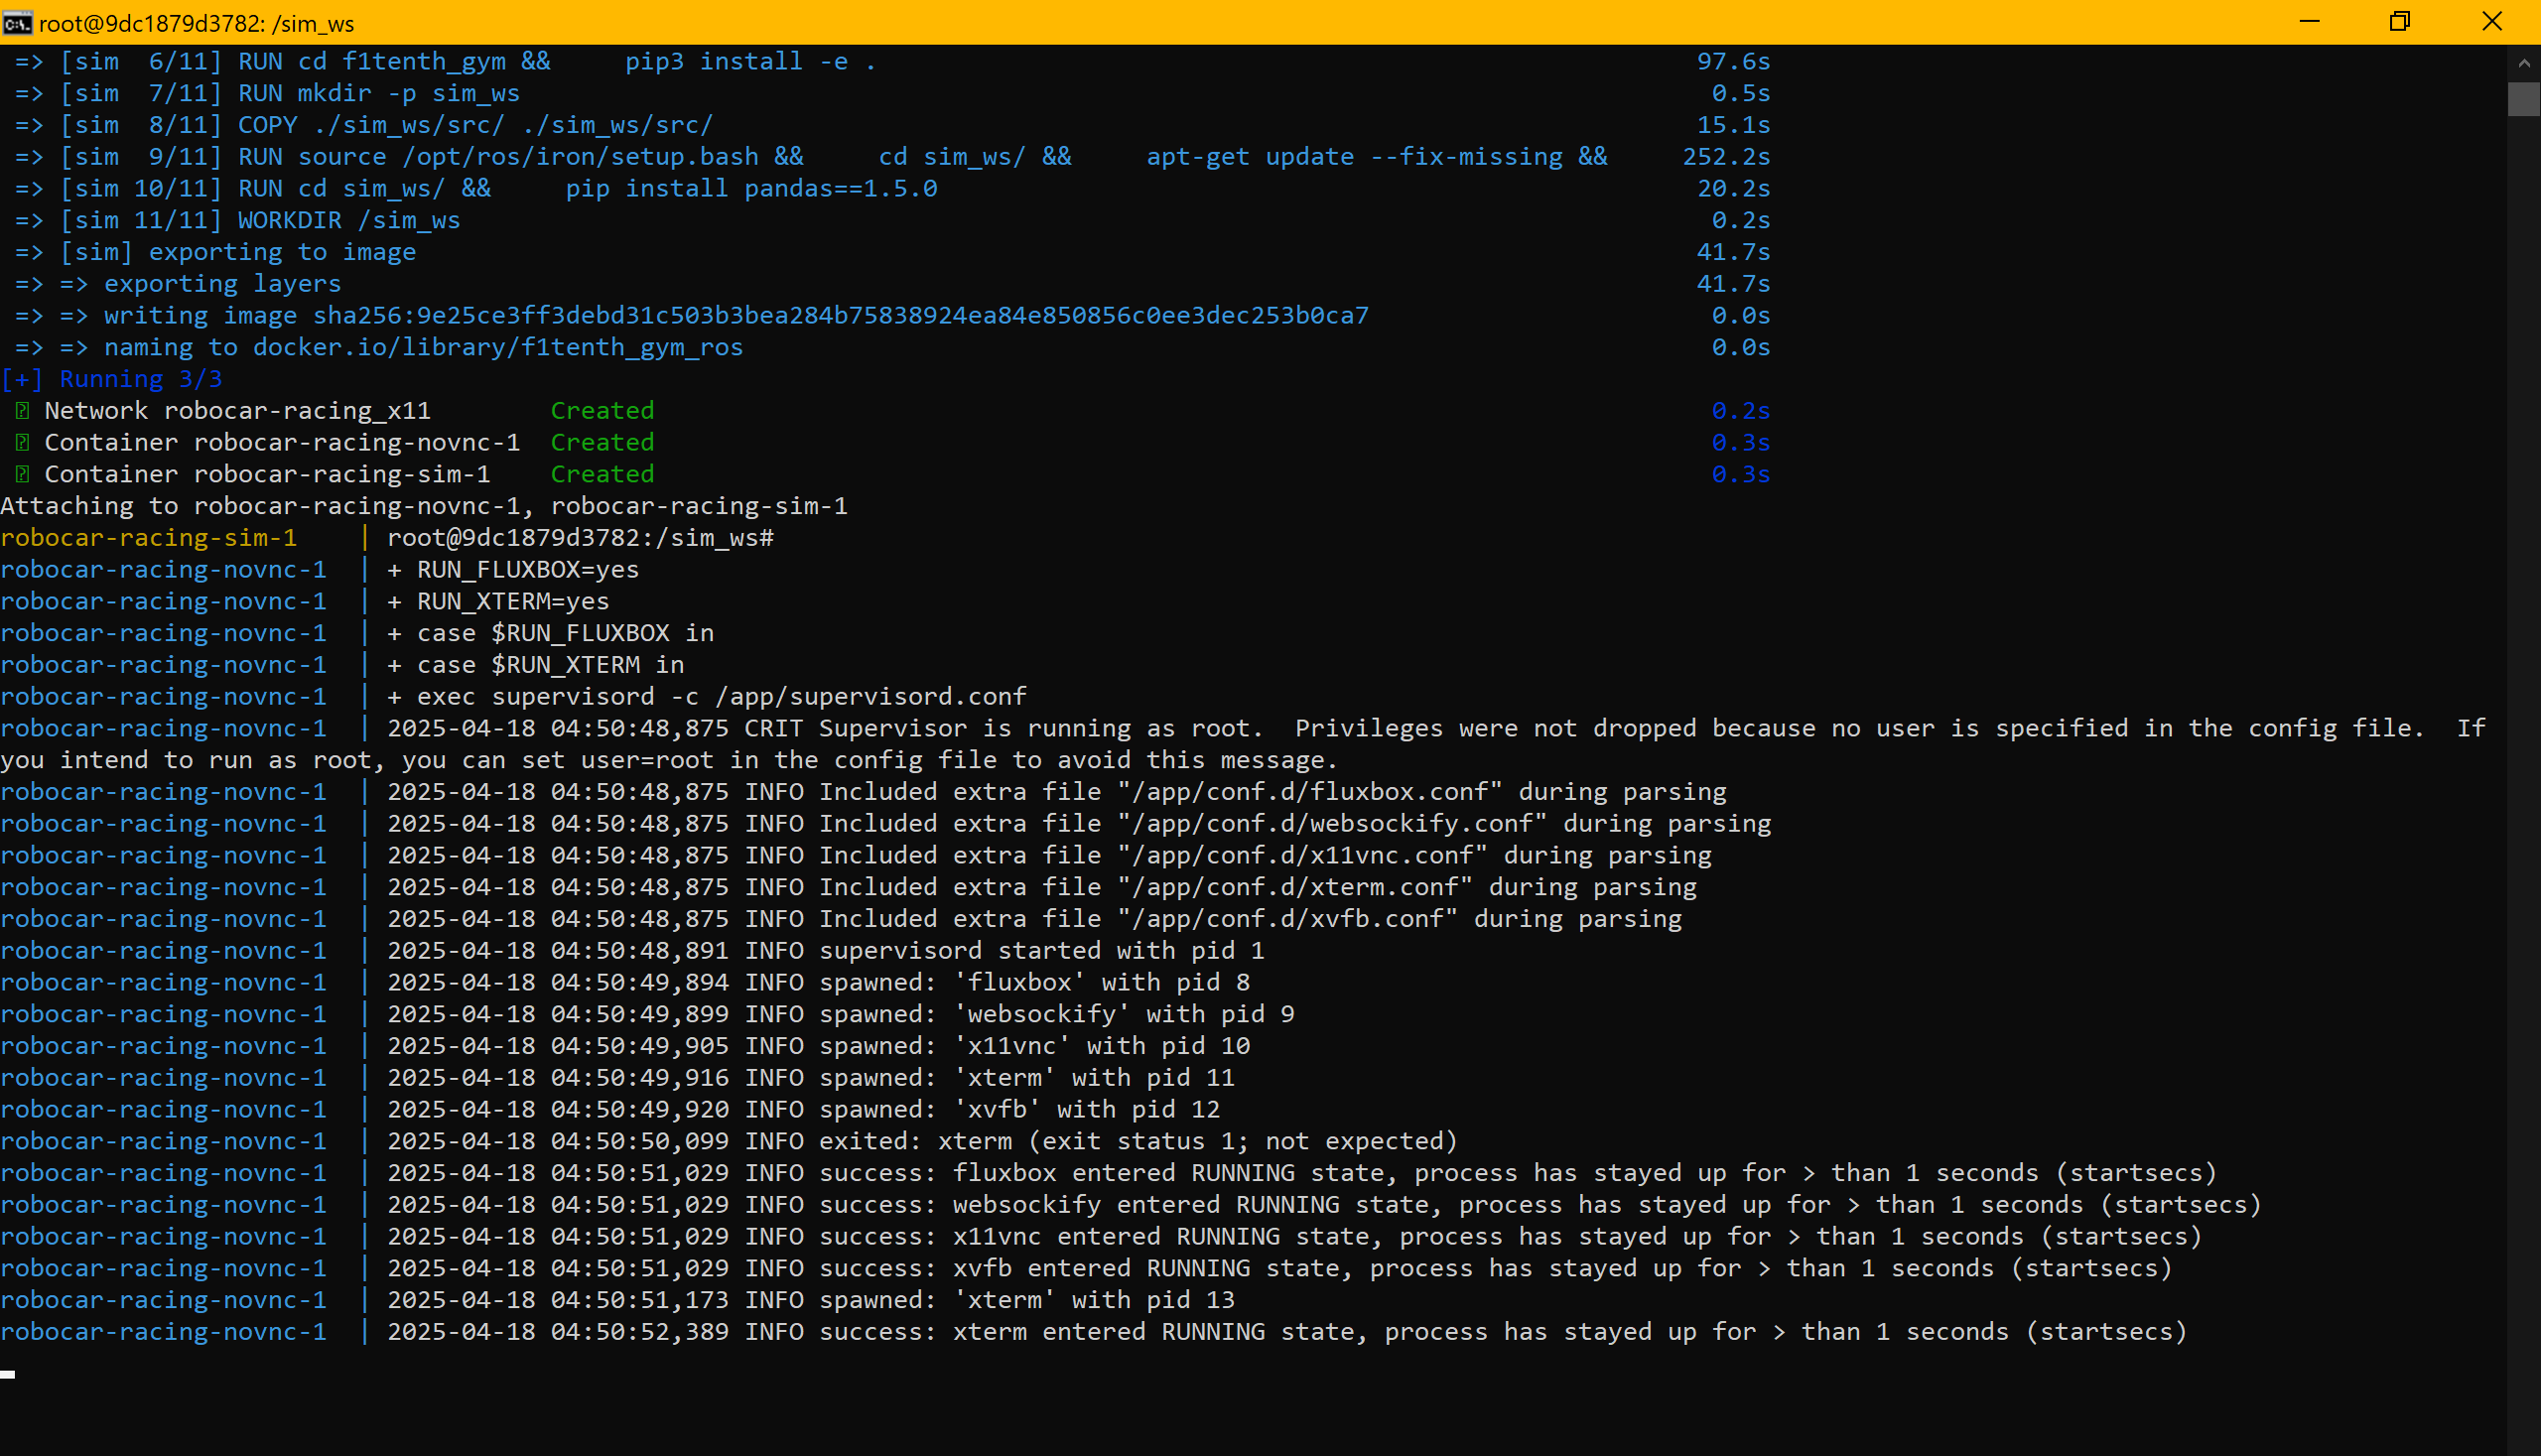 root@9dc1879d3782: /sim_ws
=> [sim  6/11] RUN cd f1tenth_gym &&     pip3 install -e .    97.6s
=> [sim  7/11] RUN mkdir -p sim_ws    0.5s
=> [sim  8/11] COPY ./sim_ws/src/ ./sim_ws/src/    15.1s
=> [sim  9/11] RUN source /opt/ros/iron/setup.bash &&     cd sim_ws/ &&     apt-get update --fix-missing &&    252.2s
=> [sim 10/11] RUN cd sim_ws/ &&     pip install pandas==1.5.0    20.2s
=> [sim 11/11] WORKDIR /sim_ws    0.2s
=> [sim] exporting to image    41.7s
=> => exporting layers    41.7s
=> => writing image sha256:9e25ce3ff3debd31c503b3bea284b75838924ea84e850856c0ee3dec253b0ca7    0.0s
=> => naming to docker.io/library/f1tenth_gym_ros    0.0s
[+] Running 3/3
Network robocar-racing_x11    Created    0.2s
Container robocar-racing-novnc-1  Created    0.3s
Container robocar-racing-sim-1    Created    0.3s
Attaching to robocar-racing-novnc-1, robocar-racing-sim-1
robocar-racing-sim-1    | root@9dc1879d3782:/sim_ws#
robocar-racing-novnc-1  | + RUN_FLUXBOX=yes
robocar-racing-novnc-1  | + RUN_XTERM=yes
robocar-racing-novnc-1  | + case $RUN_FLUXBOX in
robocar-racing-novnc-1  | + case $RUN_XTERM in
robocar-racing-novnc-1  | + exec supervisord -c /app/supervisord.conf
robocar-racing-novnc-1  | 2025-04-18 04:50:48,875 CRIT Supervisor is running as root.  Privileges were not dropped because no user is specified in the config file.  If
you intend to run as root, you can set user=root in the config file to avoid this message.
robocar-racing-novnc-1  | 2025-04-18 04:50:48,875 INFO Included extra file "/app/conf.d/fluxbox.conf" during parsing
robocar-racing-novnc-1  | 2025-04-18 04:50:48,875 INFO Included extra file "/app/conf.d/websockify.conf" during parsing
robocar-racing-novnc-1  | 2025-04-18 04:50:48,875 INFO Included extra file "/app/conf.d/x11vnc.conf" during parsing
robocar-racing-novnc-1  | 2025-04-18 04:50:48,875 INFO Included extra file "/app/conf.d/xterm.conf" during parsing
robocar-racing-novnc-1  | 2025-04-18 04:50:48,875 INFO Included extra file "/app/conf.d/xvfb.conf" during parsing
robocar-racing-novnc-1  | 2025-04-18 04:50:48,891 INFO supervisord started with pid 1
robocar-racing-novnc-1  | 2025-04-18 04:50:49,894 INFO spawned: 'fluxbox' with pid 8
robocar-racing-novnc-1  | 2025-04-18 04:50:49,899 INFO spawned: 'websockify' with pid 9
robocar-racing-novnc-1  | 2025-04-18 04:50:49,905 INFO spawned: 'x11vnc' with pid 10
robocar-racing-novnc-1  | 2025-04-18 04:50:49,916 INFO spawned: 'xterm' with pid 11
robocar-racing-novnc-1  | 2025-04-18 04:50:49,920 INFO spawned: 'xvfb' with pid 12
robocar-racing-novnc-1  | 2025-04-18 04:50:50,099 INFO exited: xterm (exit status 1; not expected)
robocar-racing-novnc-1  | 2025-04-18 04:50:51,029 INFO success: fluxbox entered RUNNING state, process has stayed up for > than 1 seconds (startsecs)
robocar-racing-novnc-1  | 2025-04-18 04:50:51,029 INFO success: websockify entered RUNNING state, process has stayed up for > than 1 seconds (startsecs)
robocar-racing-novnc-1  | 2025-04-18 04:50:51,029 INFO success: x11vnc entered RUNNING state, process has stayed up for > than 1 seconds (startsecs)
robocar-racing-novnc-1  | 2025-04-18 04:50:51,029 INFO success: xvfb entered RUNNING state, process has stayed up for > than 1 seconds (startsecs)
robocar-racing-novnc-1  | 2025-04-18 04:50:51,173 INFO spawned: 'xterm' with pid 13
robocar-racing-novnc-1  | 2025-04-18 04:50:52,389 INFO success: xterm entered RUNNING state, process has stayed up for > than 1 seconds (startsecs)